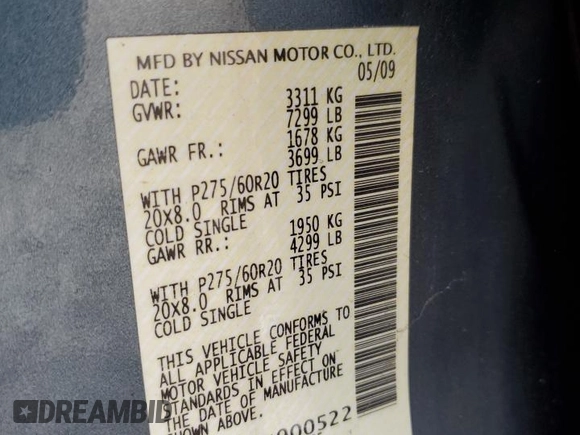 MFD BY NISSAN MOTOR CO., LTD.
DATE: 05/09
GVWR: 3311 KG
7299 LB
GAWR FR.: 1678 KG
3699 LB
WITH P275/60R20 TIRES
20X8.0 RIMS AT 35 PSI
COLD SINGLE
GAWR RR.: 1950 KG
4299 LB
WITH P275/60R20 TIRES
20X8.0 RIMS AT 35 PSI
COLD SINGLE
THIS VEHICLE CONFORMS TO
ALL APPLICABLE FEDERAL
MOTOR VEHICLE SAFETY
STANDARDS IN EFFECT ON
THE DATE OF MANUFACTURE
SHOWN ABOVE.
000522
DREAMBID